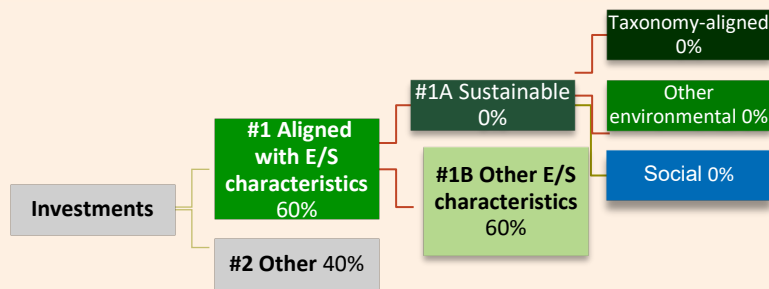 Taxonomy-aligned
0%
#1A Sustainable
0%
Other
environmental 0%
#1 Aligned
with E/S
characteristics
60%
#1B Other E/S
characteristics
60%
Social 0%
Investments
#2 Other 40%